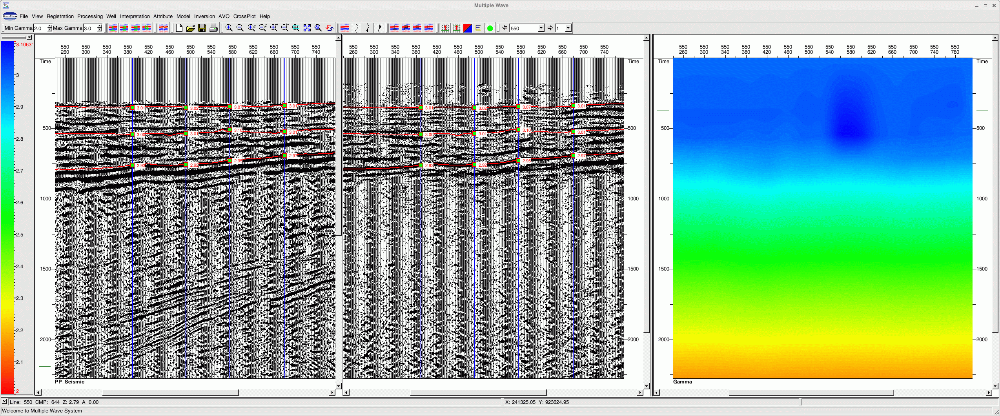 Multiple Wave
GeoEast File View Registration Processing Well Interpretation Attribute Model Inversion AVO CrossPlot Help
Min Gamma 2.0 Max Gamma 3.0 E 550 1
3.1063
3
2.9
2.8
2.7
2.6
2.5
2.4
2.3
2.2
2.1
2
550 550 550 550 550 550 550 550 550 550 550 550 550
260 300 340 380 420 460 500 540 580 620 660 700 740
Time
500
1000
1500
2000
3.01 3.02 3.07 3.01
3.00 3.01 3.10 3.01
2.93 2.92 2.95 2.97
PP_Seismic
550 550 550 550 550 550 550 550 550 550 550 550 550
260 300 340 380 420 460 500 540 580 620 660 700 740
Time
500
1000
1500
2000
3.01 3.02 3.07 3.01
3.00 3.01 3.10 3.01
2.93 2.92 2.95 2.97
550 550 550 550 550 550 550 550 550 550 550 550 550 550
260 300 340 380 420 460 500 540 580 620 660 700 740 780
Time Time
500 500
1000 1000
1500 1500
2000 2000
Gamma
Line: 550 CMP: 644 Z: 2.79 A 0.00
X: 241325.05 Y: 923624.95
Welcome to Multiple Wave System